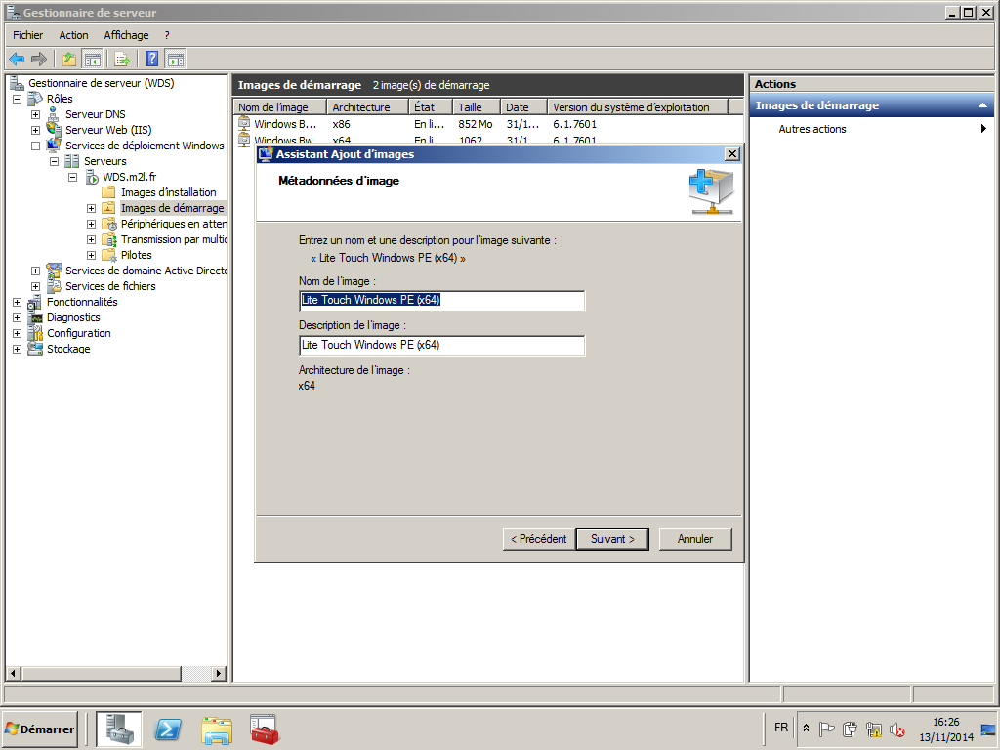 Gestionnaire de serveur
Fichier Action Affichage ?
Gestionnaire de serveur (WDS)
Rôles
Serveur DNS
Serveur Web (IIS)
Services de déploiement Windows
Serveurs
WDS.m2l.fr
Images d'installation
Images de démarrage
Périphériques en atten
Transmission par multic
Pilotes
Services de domaine Active Directo
Services de fichiers
Fonctionnalités
Diagnostics
Configuration
Stockage
Images de démarrage 2 image(s) de démarrage
Nom de l'image Architecture État Taille Date Version du système d'exploitation
Windows B... x86 En li... 852 Mo 31/1... 6.1.7601
Windows Bw x64 En li 1062 31/1 6.1.7601
Assistant Ajout d'images
Métadonnées d'image
Entrez un nom et une description pour l'image suivante :
« Lite Touch Windows PE (x64) »
Nom de l'image :
Lite Touch Windows PE (x64)
Description de l'image :
Lite Touch Windows PE (x64)
Architecture de l'image :
x64
< Précédent Suivant > Annuler
Actions
Images de démarrage
Autres actions
Démarrer
FR
16:26
13/11/2014